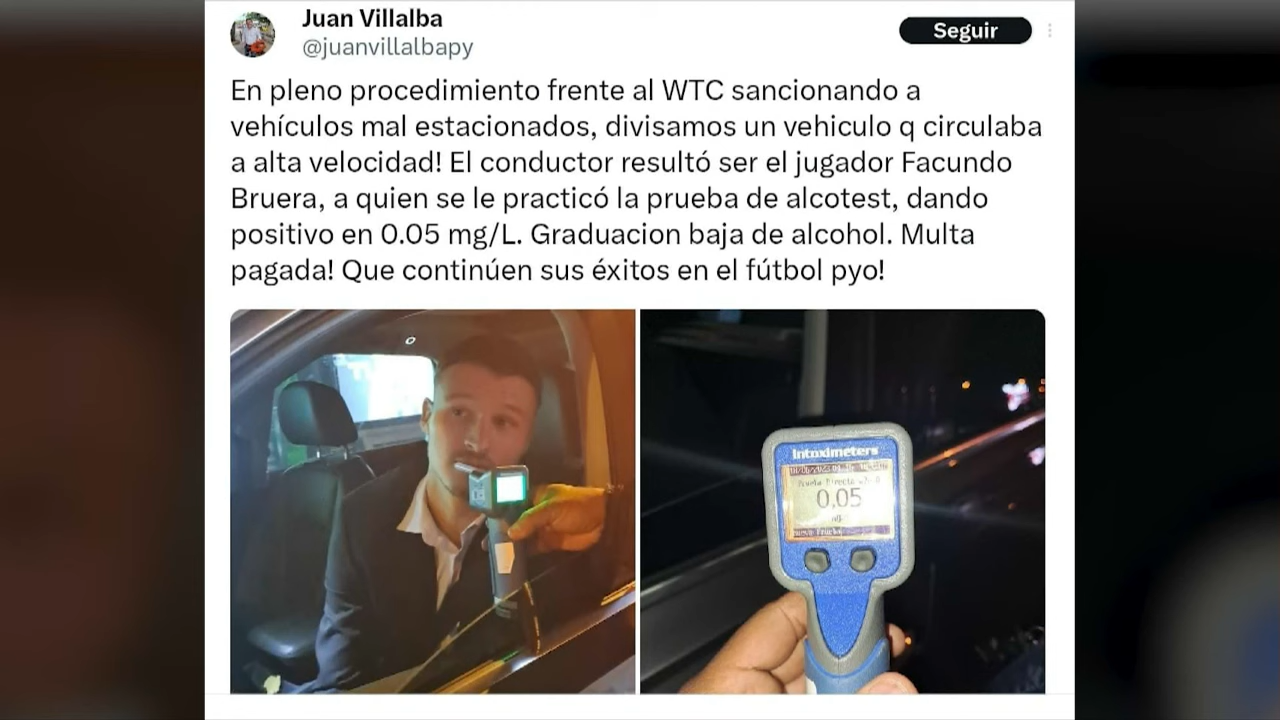 Juan Villalba
@juanvillalbapy
Seguir
En pleno procedimiento frente al WTC sancionando a
vehículos mal estacionados, divisamos un vehiculo q circulaba
a alta velocidad! El conductor resultó ser el jugador Facundo
Bruera, a quien se le practicó la prueba de alcotest, dando
positivo en 0.05 mg/L. Graduacion baja de alcohol. Multa
pagada! Que continúen sus éxitos en el fútbol pyo!
Intoximeters
0,05